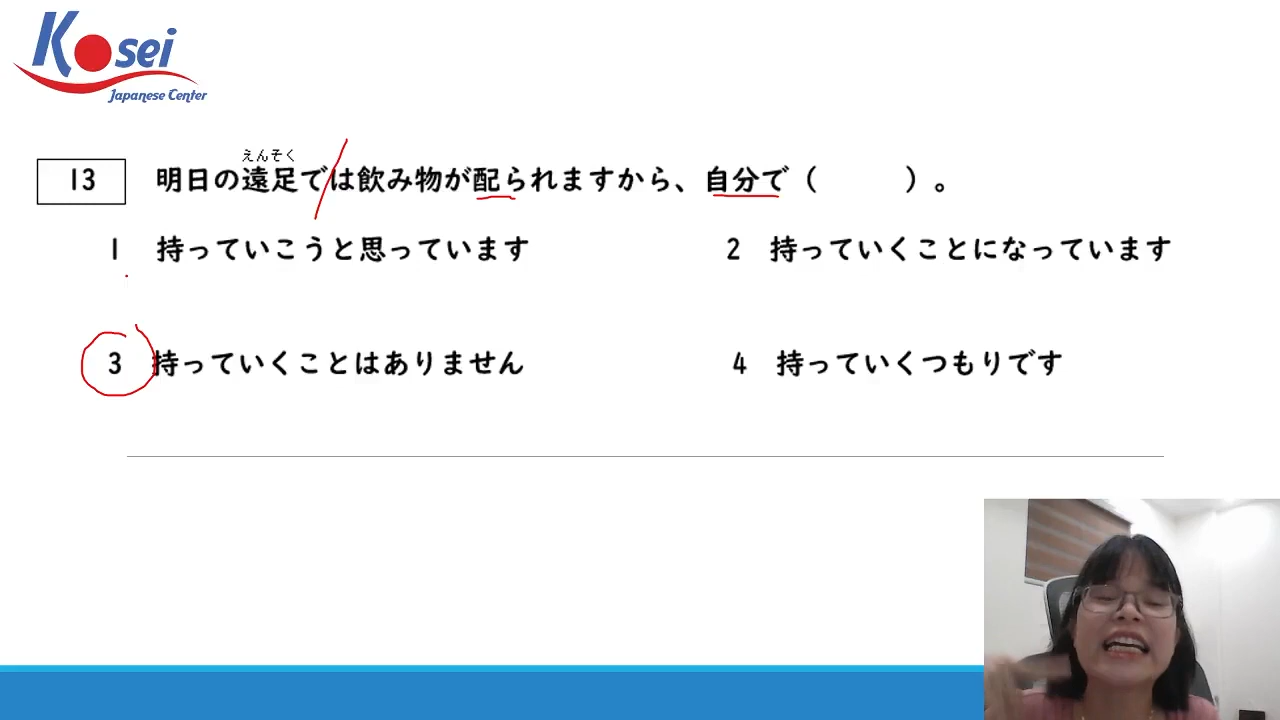 Kosei
Japanese Center
えんそく
13 明日の遠足では飲み物が配られますから、自分で（　　　）。
1 持っていこうと思っています 2 持っていくことになっています
3 持っていくことはありません 4 持っていくつもりです